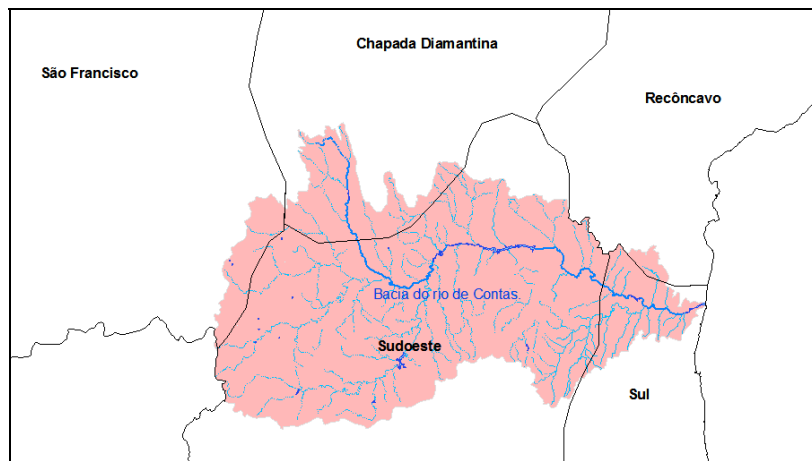 Chapada Diamantina
São Francisco
Recôncavo
Bacia do rio de Contas
Sudoeste
Sul